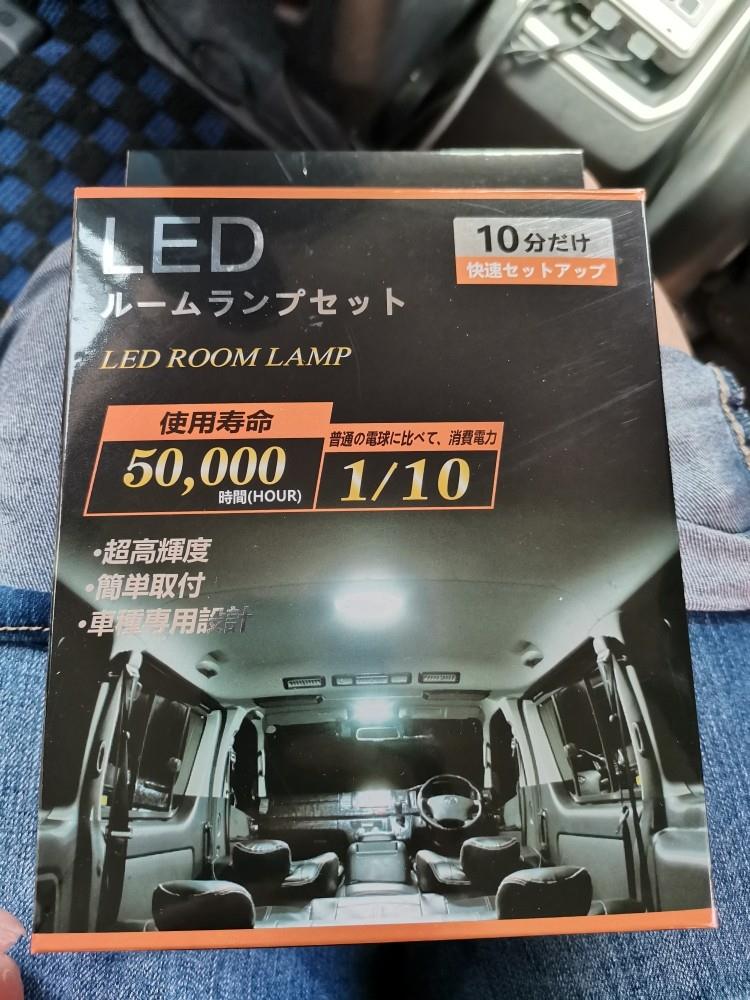 LED
ルームランプセット
LED ROOM LAMP
10分だけ
快速セットアップ
使用寿命
50,000
時間(HOUR)
普通の電球に比べて、消費電力
1/10
・超高輝度
・簡単取付
・車種専用設計